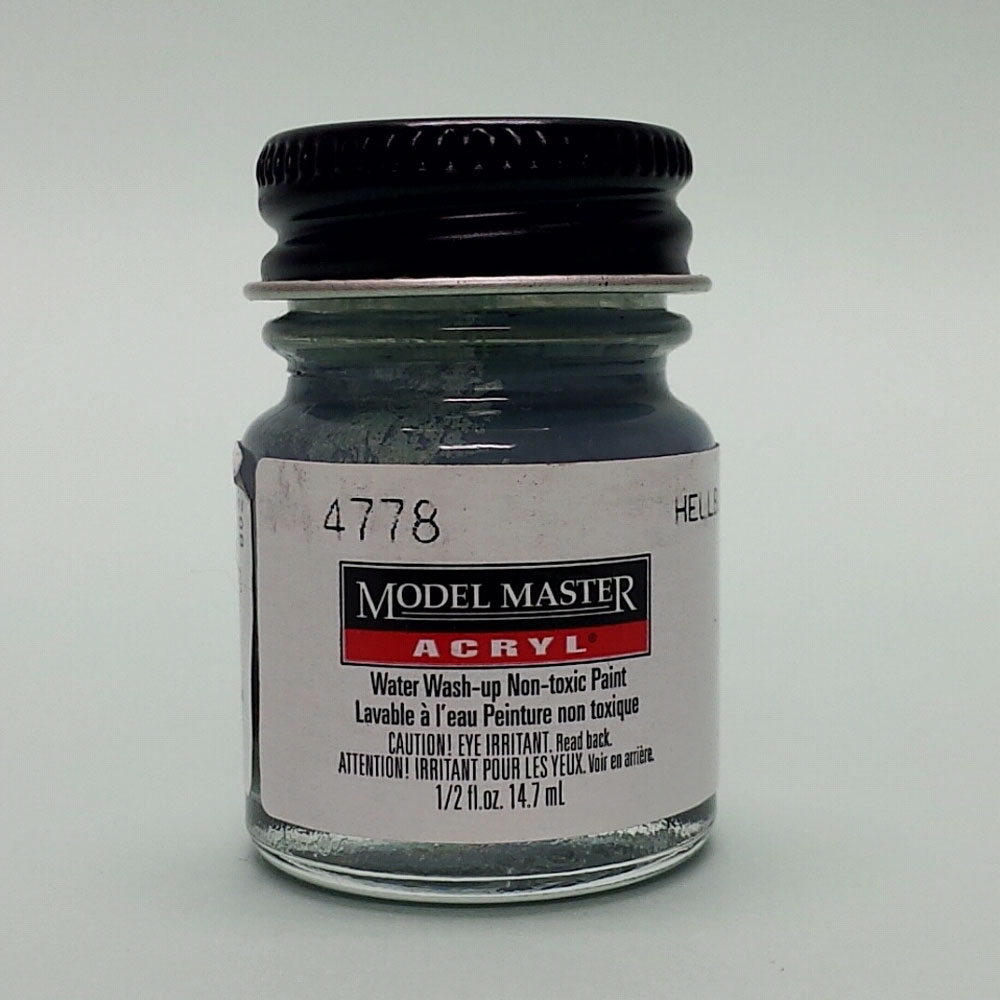 4778
HELLB
MODEL MASTER
ACRYL®
Water Wash-up Non-toxic Paint
Lavable à l'eau Peinture non toxique
CAUTION! EYE IRRITANT. Read back.
ATTENTION! IRRITANT POUR LES YEUX. Voir en arrière.
1/2 fl.oz. 14.7 mL